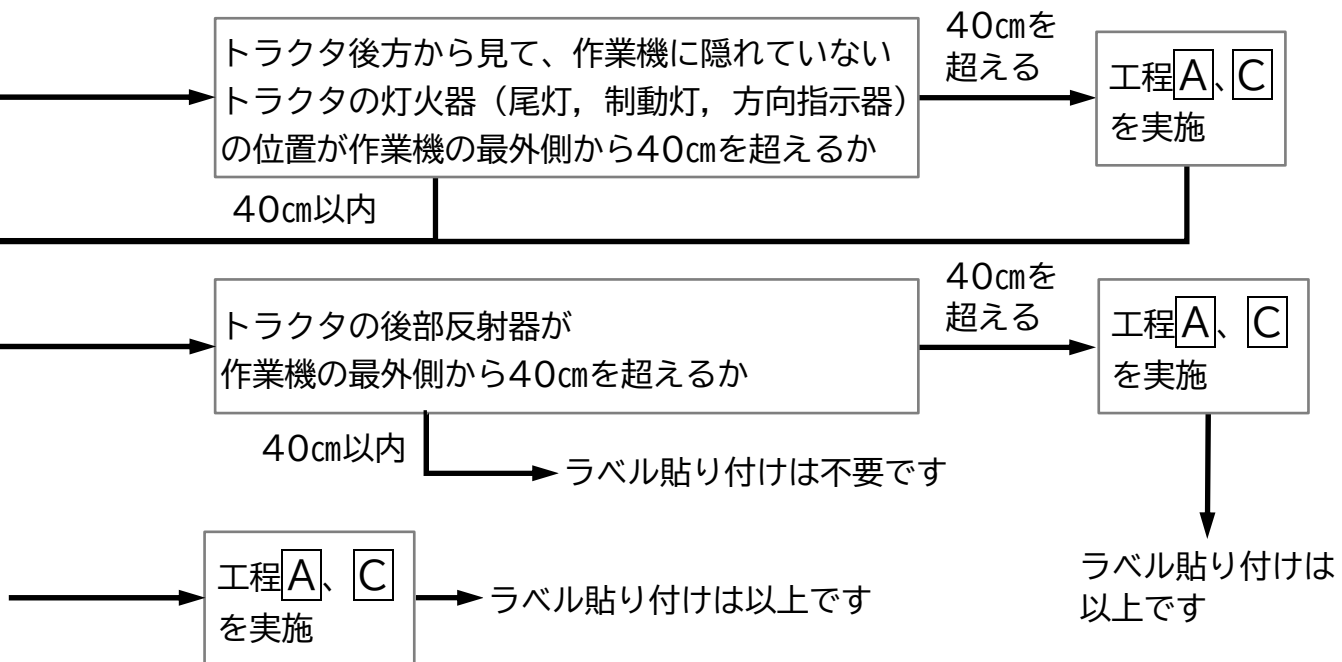 トラクタ後方から見て、作業機に隠れていない
トラクタの灯火器（尾灯，制動灯，方向指示器）
の位置が作業機の最外側から40㎝を超えるか
40㎝を
超える
工程A、C
を実施
40㎝以内
トラクタの後部反射器が
作業機の最外側から40㎝を超えるか
40㎝を
超える
工程A、C
を実施
40㎝以内
ラベル貼り付けは不要です
工程A、C
を実施
ラベル貼り付けは以上です
ラベル貼り付けは
以上です